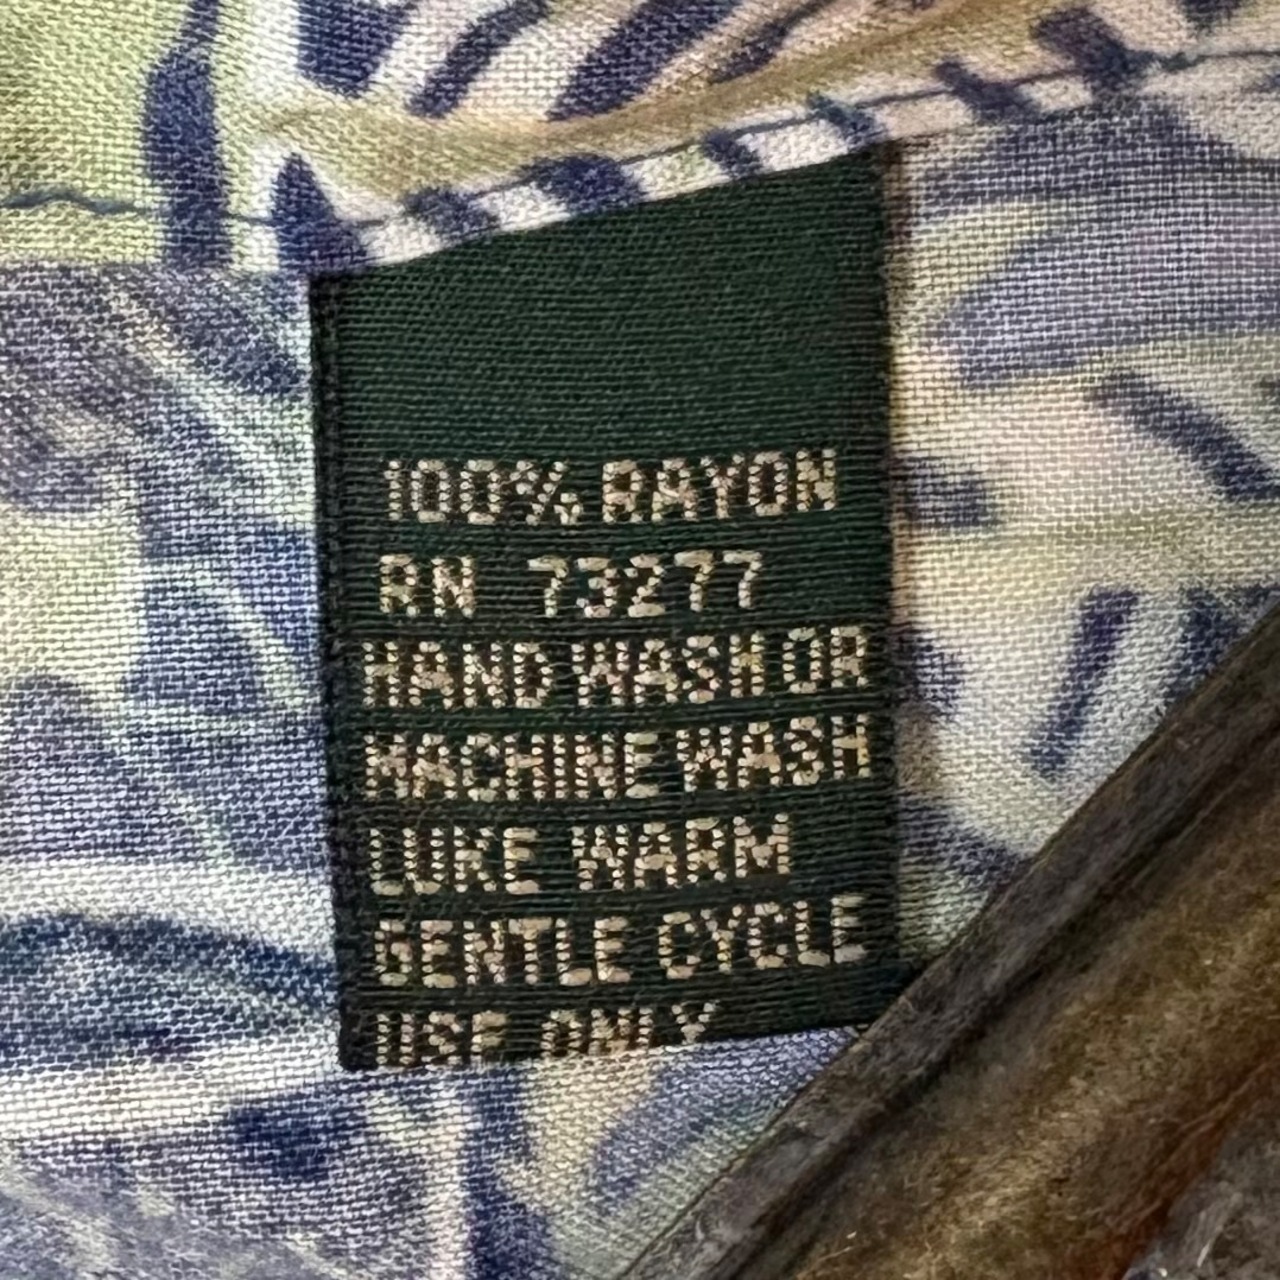 100% RAYON
RN 73277
HAND WASH OR
MACHINE WASH
LUKE WARM
GENTLE CYCLE
USE ONLY